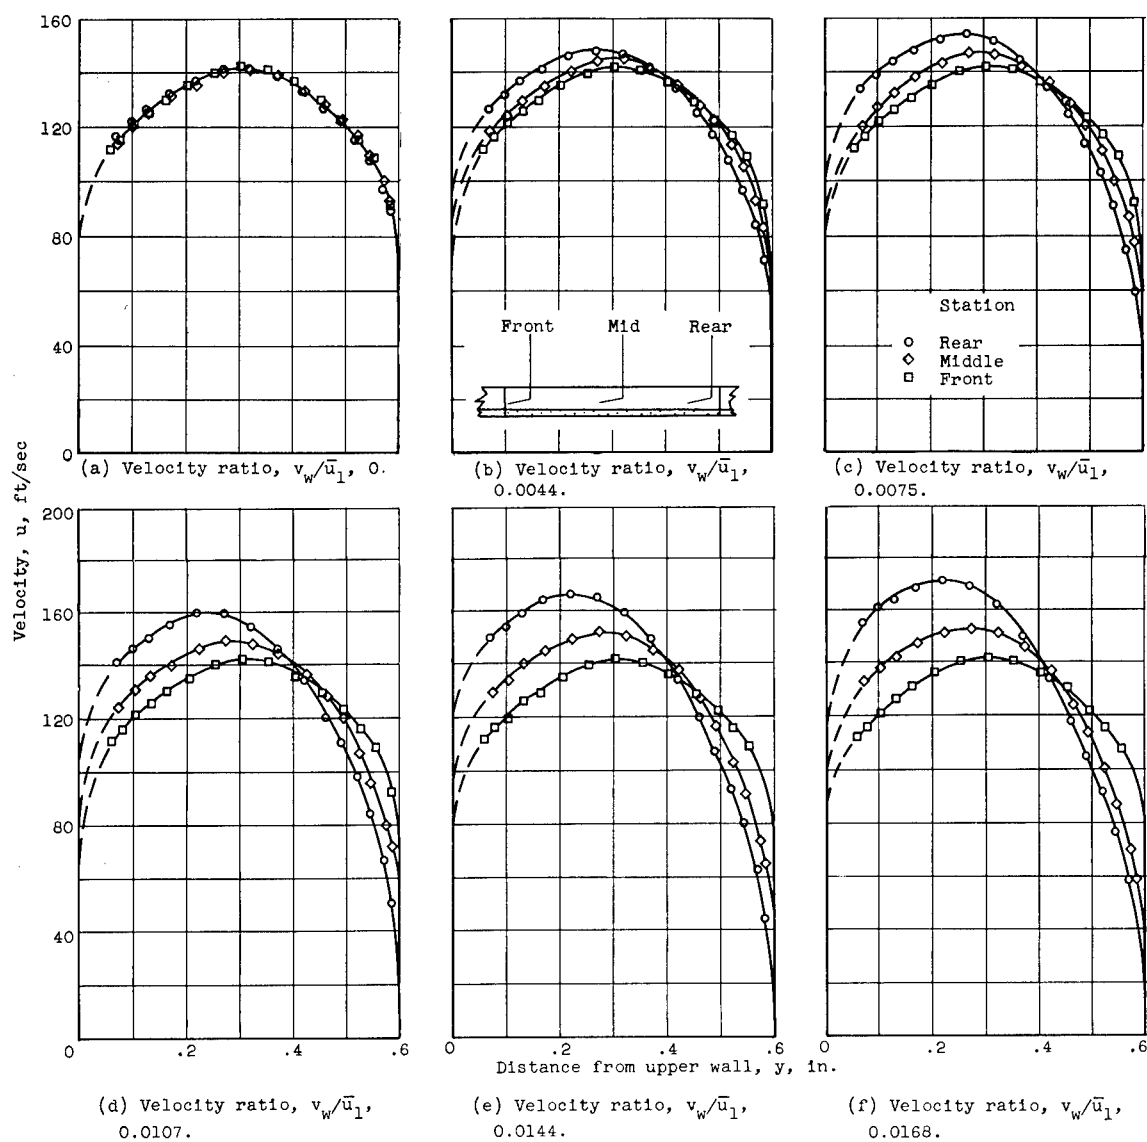 160
120
80
40
0
Front Mid Rear
Station
Rear
Middle
Front
(a) Velocity ratio, v_w/ū_1, 0.
(b) Velocity ratio, v_w/ū_1,
0.0044.
(c) Velocity ratio, v_w/ū_1,
0.0075.
Velocity, u, ft/sec
200
160
120
80
40
0 .2 .4 .6
0 .2 .4 .6
0 .2 .4 .6
Distance from upper wall, y, in.
(d) Velocity ratio, v_w/ū_1,
0.0107.
(e) Velocity ratio, v_w/ū_1,
0.0144.
(f) Velocity ratio, v_w/ū_1,
0.0168.